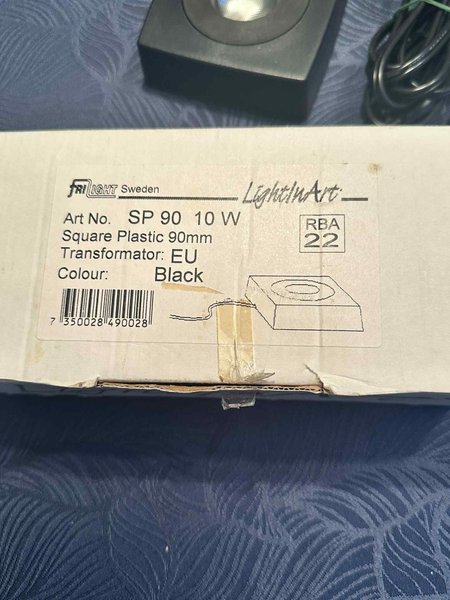 FRILIGHT Sweden
LightInArt
Art No. SP 90 10 W
Square Plastic 90mm
Transformator: EU
Colour: Black
RBA
22
7 350028 490028